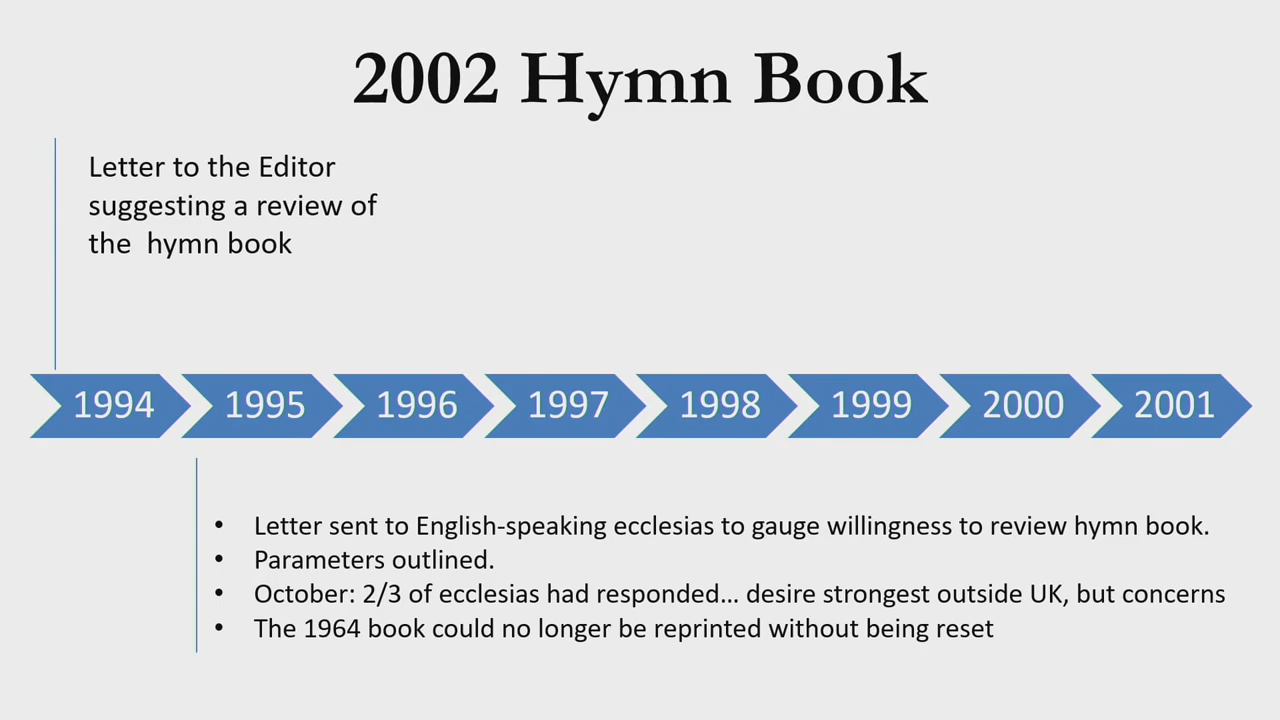 2002 Hymn Book
Letter to the Editor
suggesting a review of
the  hymn book
1994 1995 1996 1997 1998 1999 2000 2001
• Letter sent to English-speaking ecclesias to gauge willingness to review hymn book.
• Parameters outlined.
• October: 2/3 of ecclesias had responded... desire strongest outside UK, but concerns
• The 1964 book could no longer be reprinted without being reset